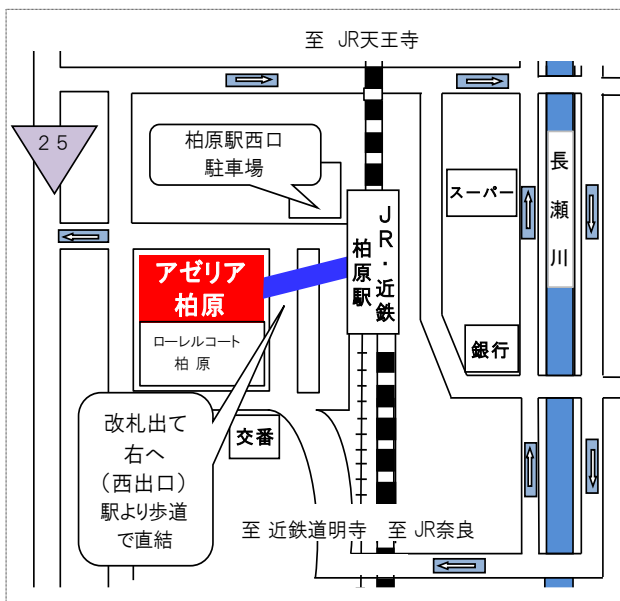 至 JR天王寺
25
柏原駅西口
駐車場
スーパー
長瀬川
JR・近鉄
柏原駅
アゼリア
柏原
ローレルコート
柏 原
銀行
改札出て
右へ
（西出口）
駅より歩道
で直結
交番
至 近鉄道明寺
至 JR奈良